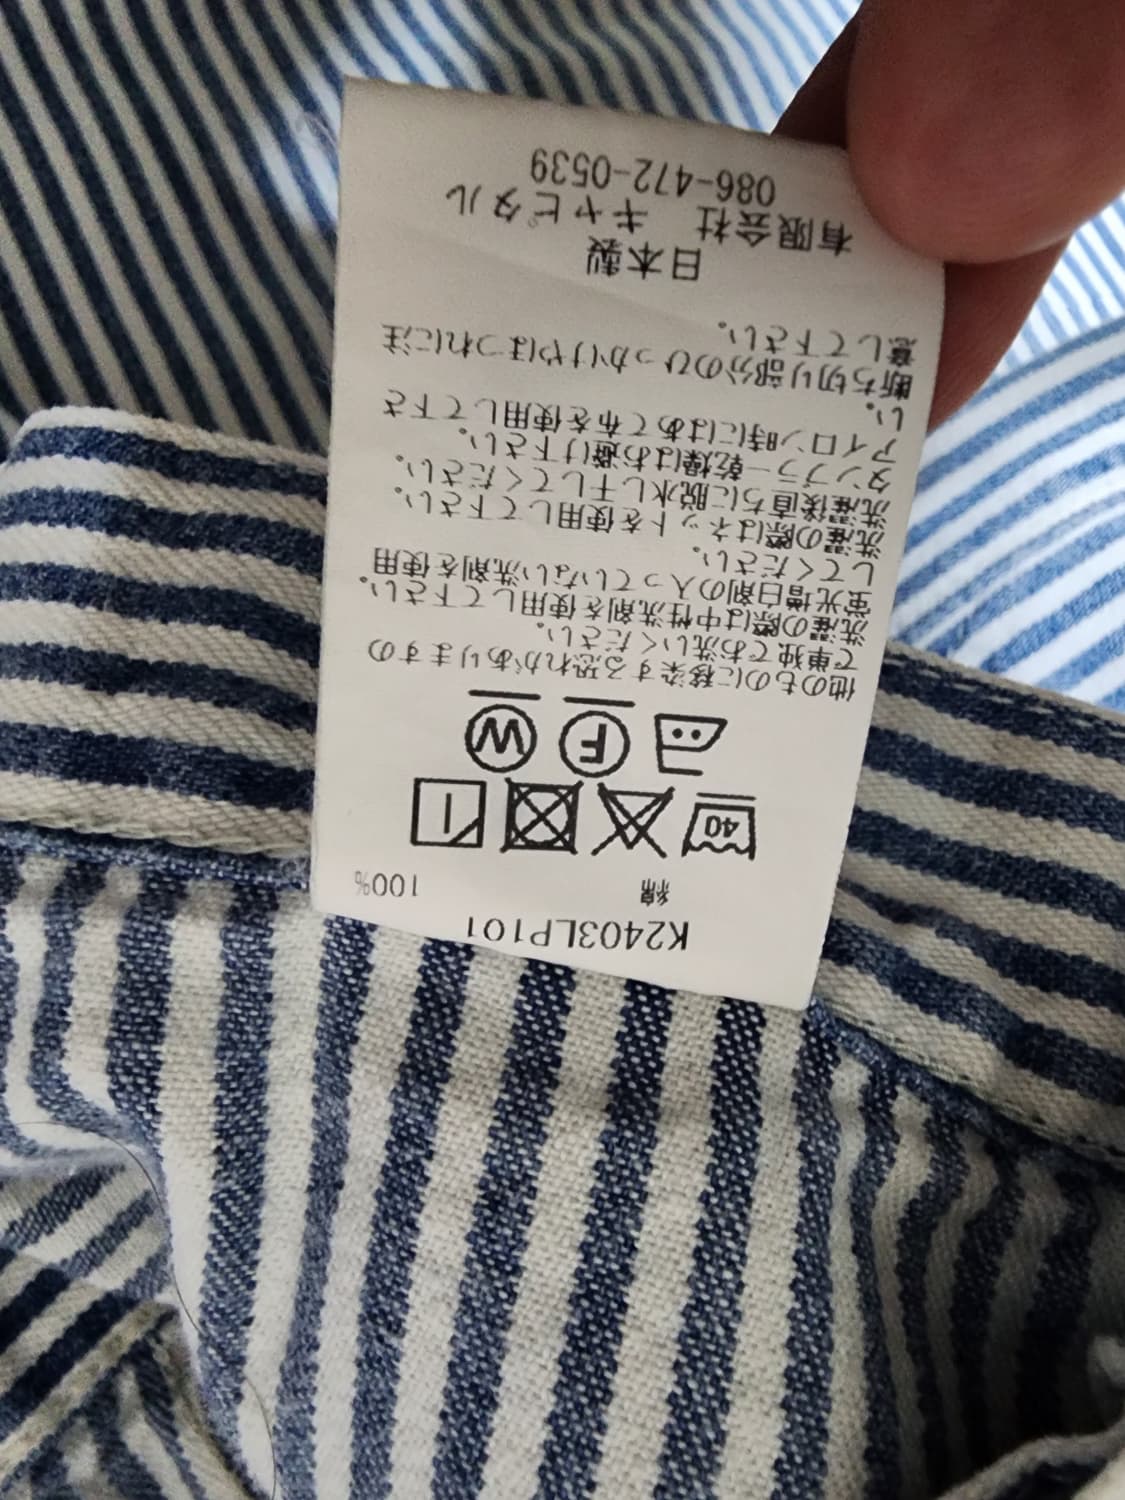 K2403LP101
綿 100%
40
F W
他のものに移染する恐れがありますの
で単独でお洗いください。
洗濯の際は中性洗剤を使用して下さい。
蛍光増白剤の入っていない洗剤を使用
してください。
洗濯の際はネットを使用して下さい。
洗濯後直ちに脱水し干してください。
タンブラー乾燥はお避け下さい。
アイロン時にはあて布を使用して下さ
い。
断ち切り部分のひっかけやほつれに注
意して下さい。
日本製
有限会社 キャピタル
086-472-0539